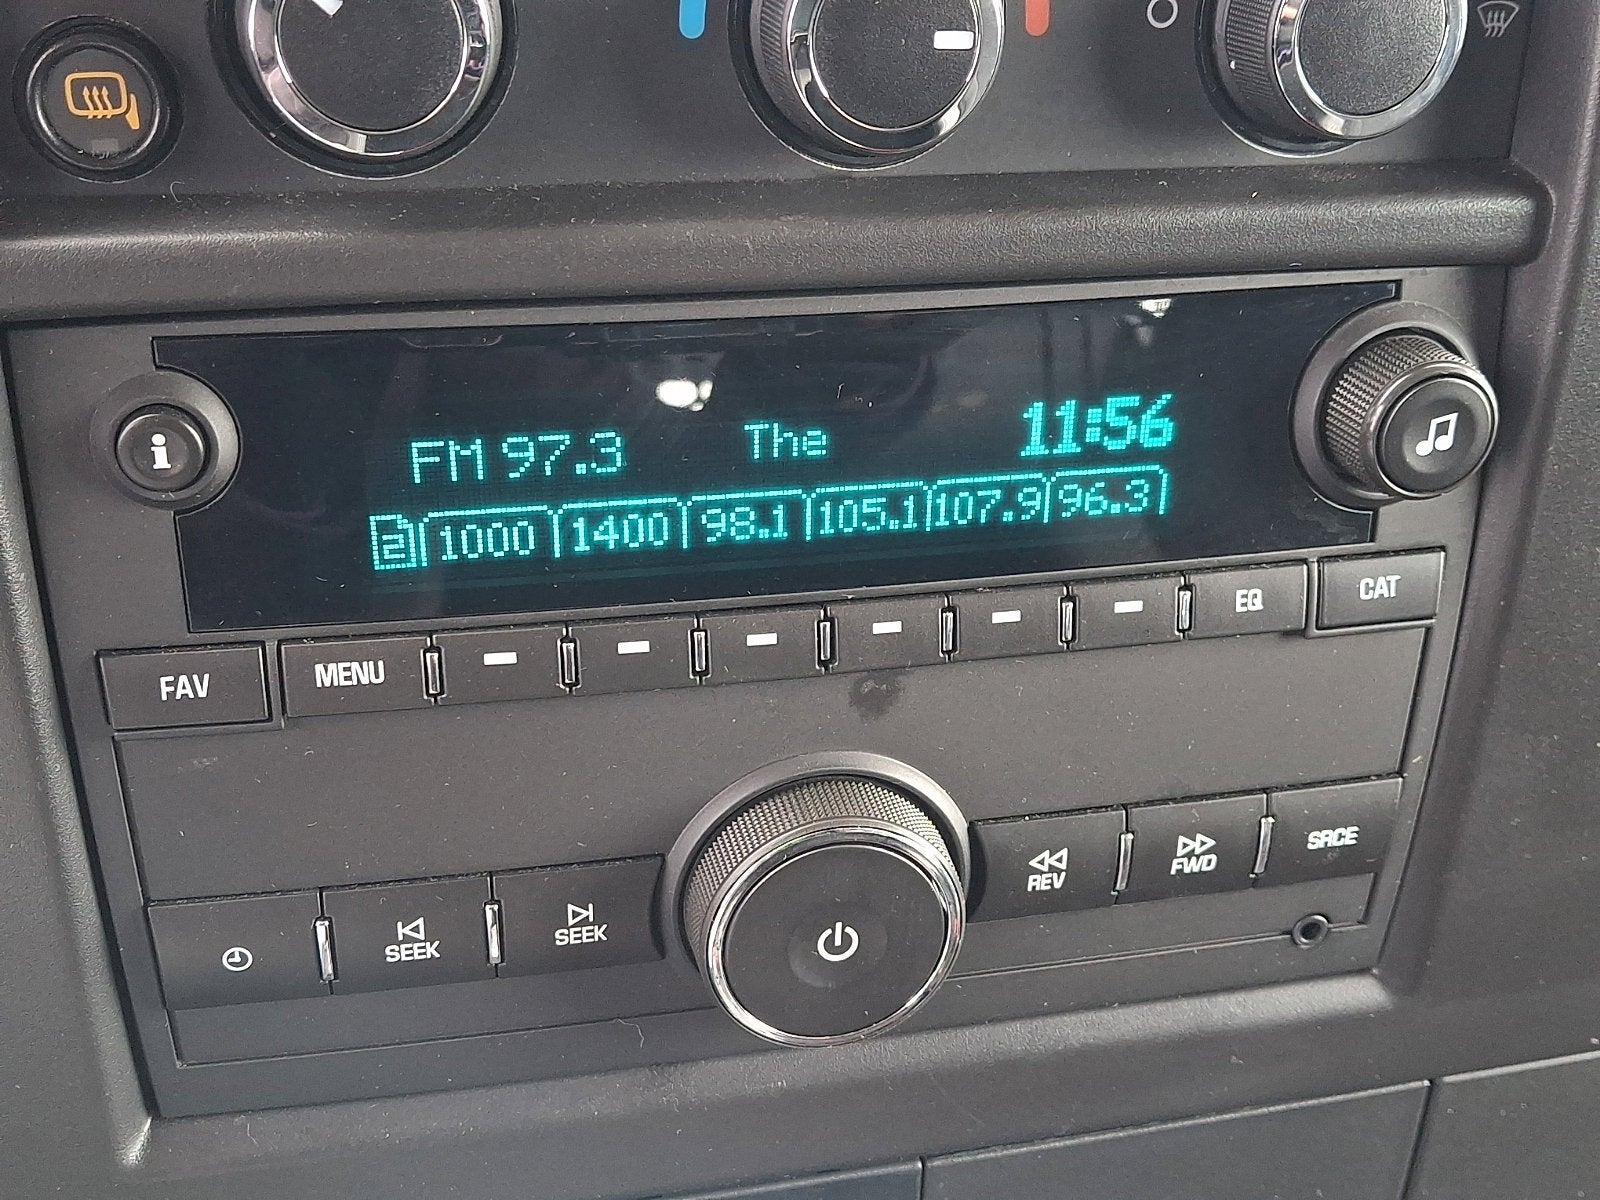 FM 97.3 The 11:56
2 1000 1400 98.1 105.1 107.9 96.3
i
FAV MENU EQ CAT
SEEK SEEK REV FWD SRCE